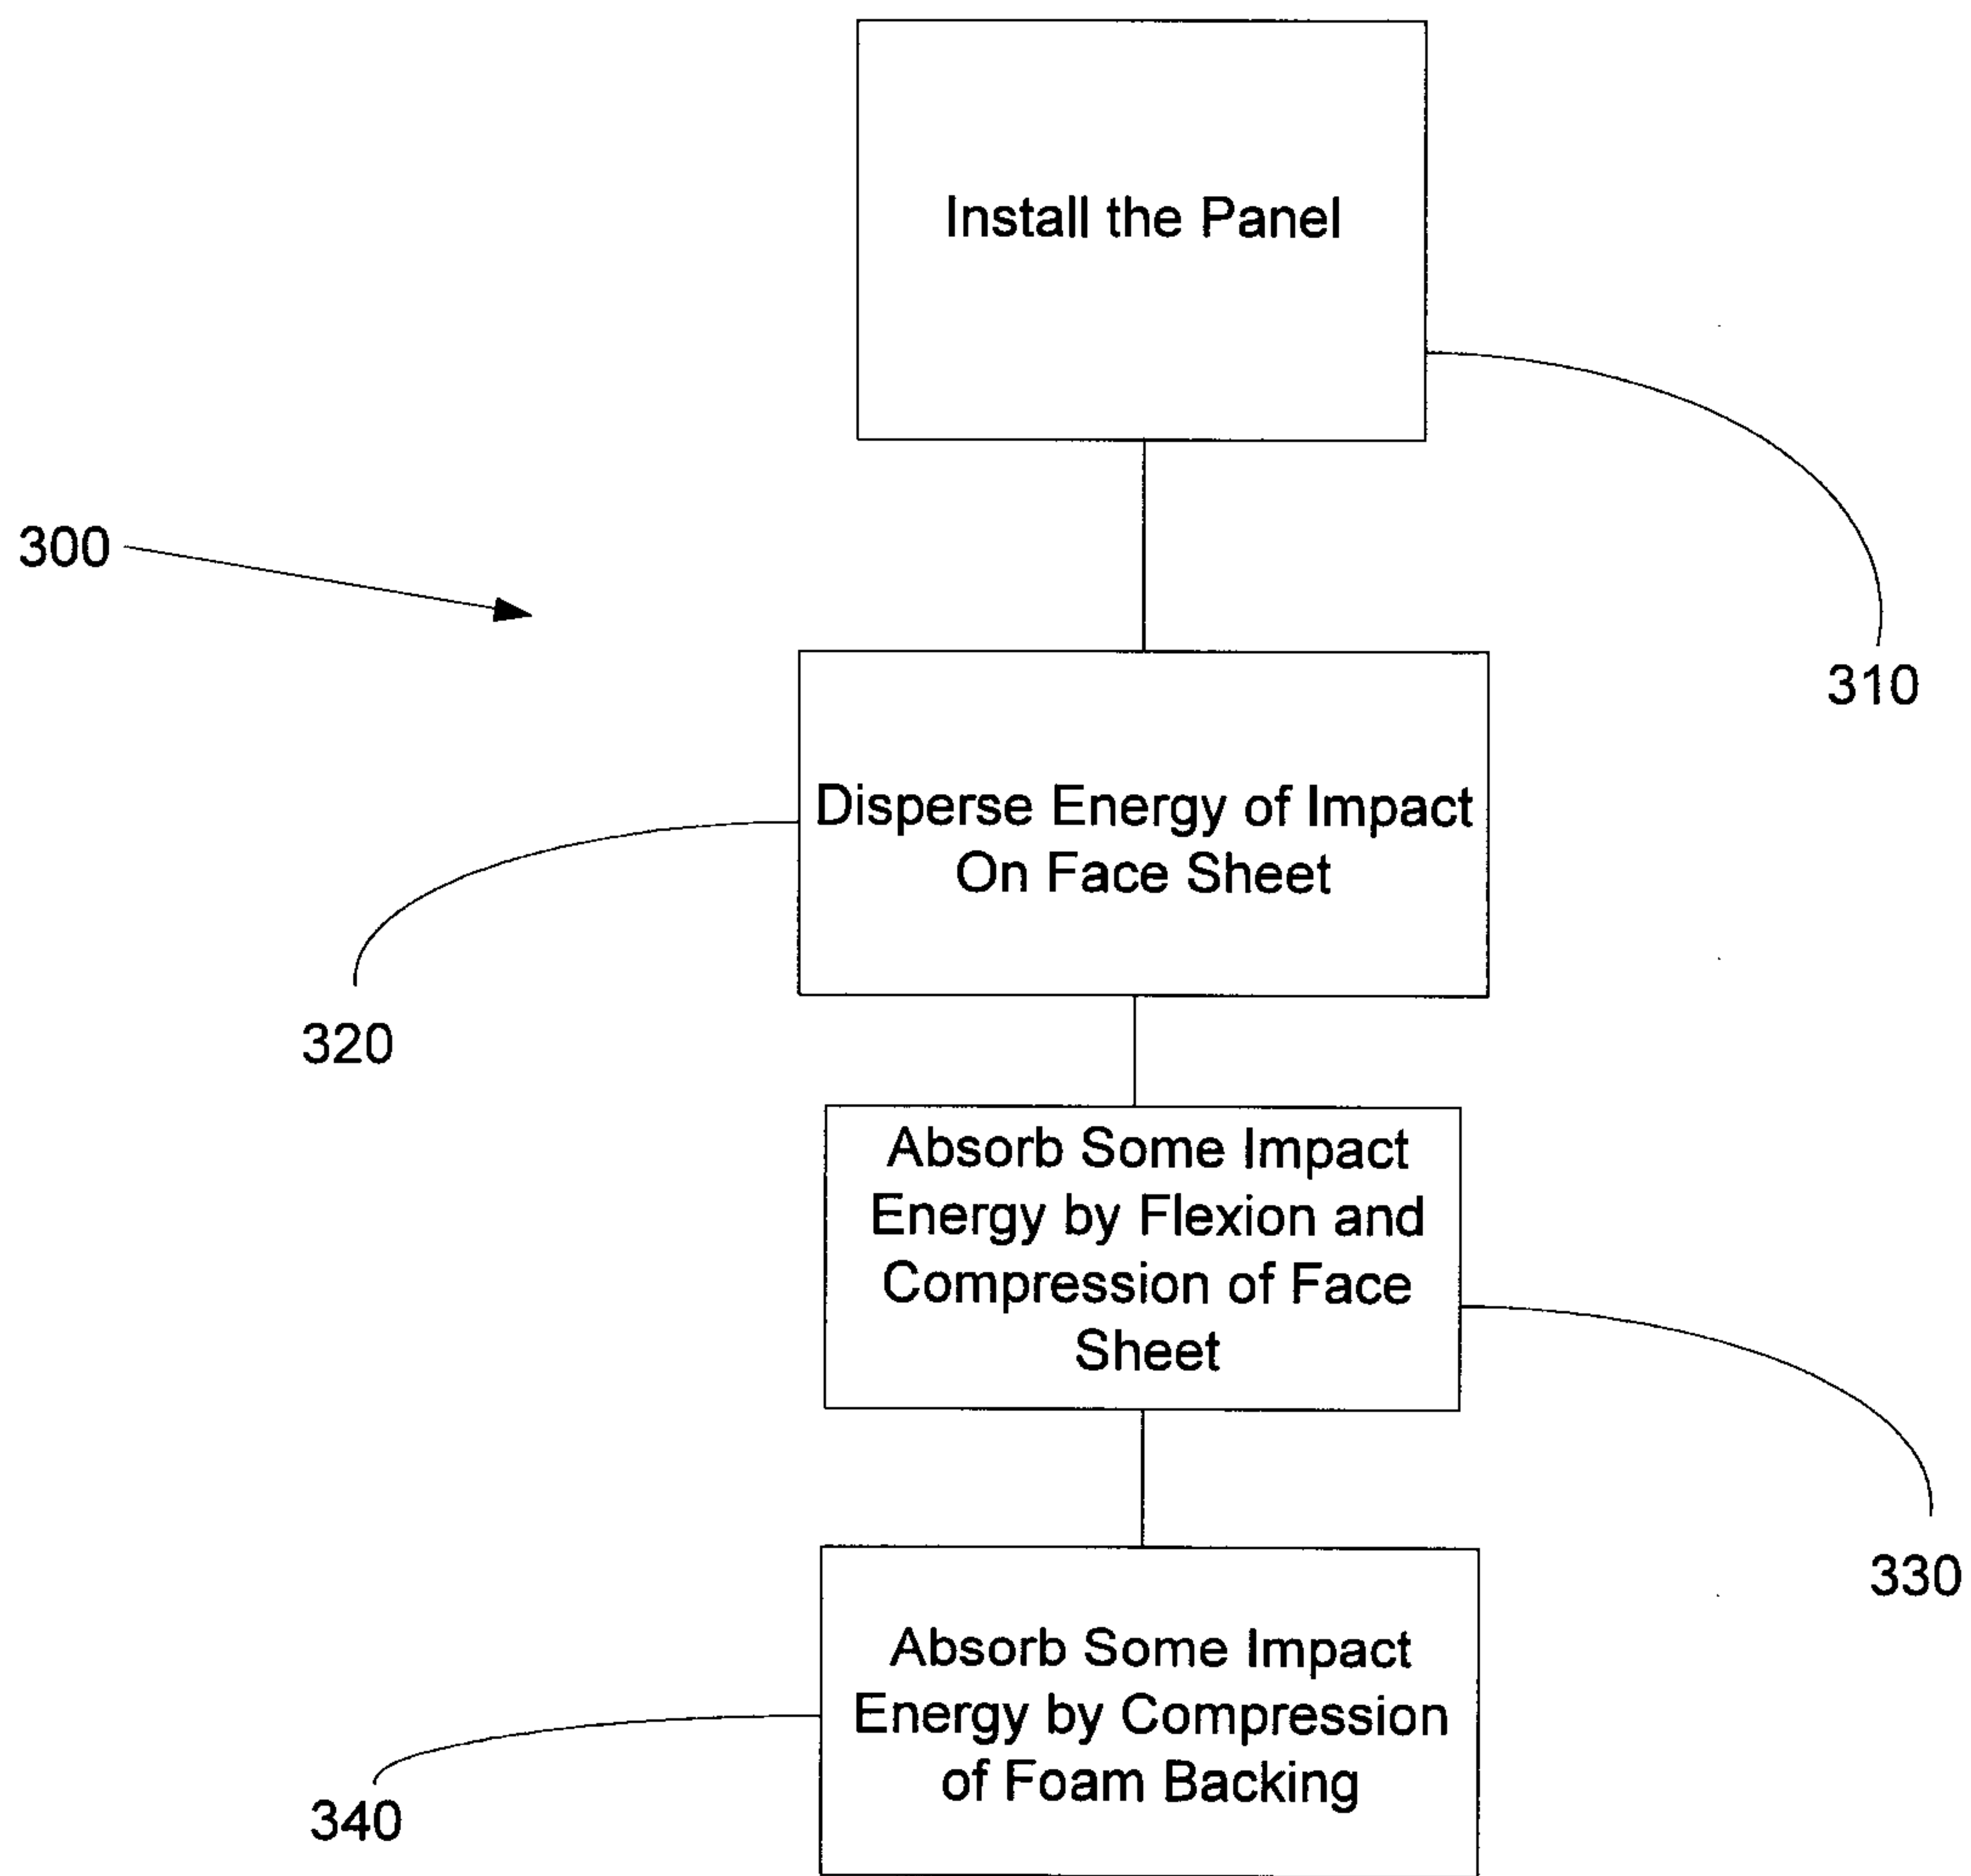 Install the Panel
300
310
Disperse Energy of Impact
On Face Sheet
320
Absorb Some Impact
Energy by Flexion and
Compression of Face
Sheet
330
Absorb Some Impact
Energy by Compression
of Foam Backing
340